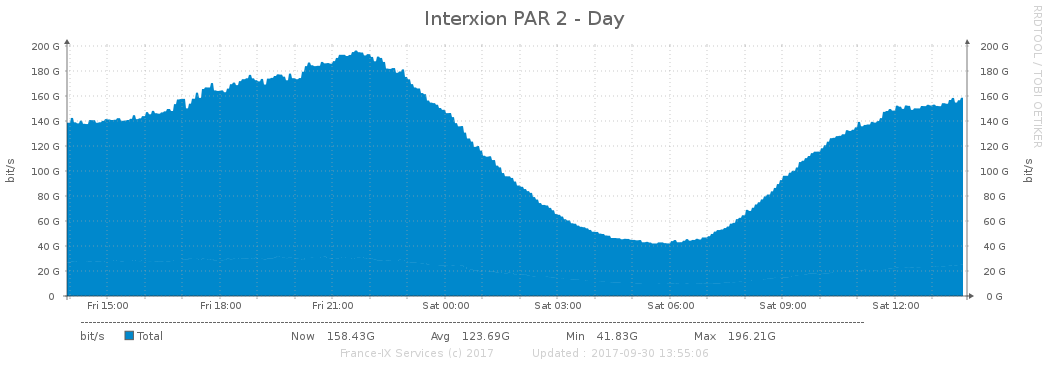 Interxion PAR 2 - Day
RRDTOOL / TOBI OETIKER
200 G 200 G
180 G 180 G
160 G 160 G
140 G 140 G
120 G 120 G
100 G 100 G
80 G 80 G
60 G 60 G
40 G 40 G
20 G 20 G
0 0 G
bit/s bit/s
Fri 15:00 Fri 18:00 Fri 21:00 Sat 00:00 Sat 03:00 Sat 06:00 Sat 09:00 Sat 12:00
bit/s Total Now 158.43G Avg 123.69G Min 41.83G Max 196.21G
France-IX Services (c) 2017 Updated : 2017-09-30 13:55:06